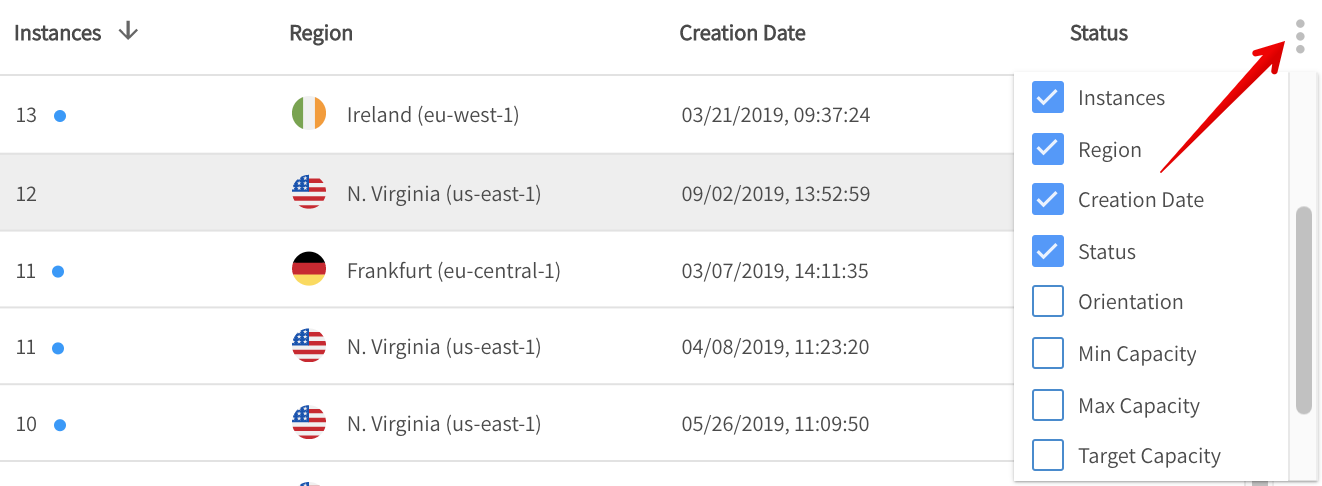 Instances Region Creation Date Status
13 Ireland (eu-west-1) 03/21/2019, 09:37:24
12 N. Virginia (us-east-1) 09/02/2019, 13:52:59
11 Frankfurt (eu-central-1) 03/07/2019, 14:11:35
11 N. Virginia (us-east-1) 04/08/2019, 11:23:20
10 N. Virginia (us-east-1) 05/26/2019, 11:09:50
Instances
Region
Creation Date
Status
Orientation
Min Capacity
Max Capacity
Target Capacity